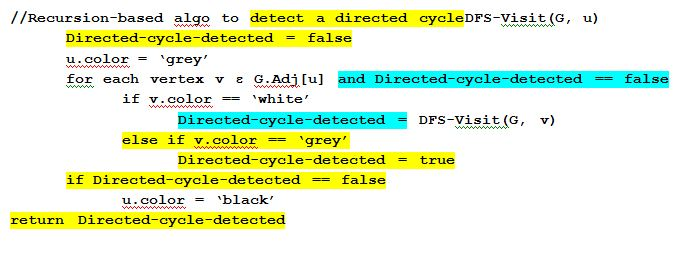 //Recursion-based algo to detect a directed cycleDFS-Visit(G, u)
Directed-cycle-detected = false
u.color = ‘grey’
for each vertex v ε G.Adj[u] and Directed-cycle-detected == false
if v.color == ‘white’
Directed-cycle-detected = DFS-Visit(G, v)
else if v.color == ‘grey’
Directed-cycle-detected = true
if Directed-cycle-detected == false
u.color = ‘black’
return Directed-cycle-detected